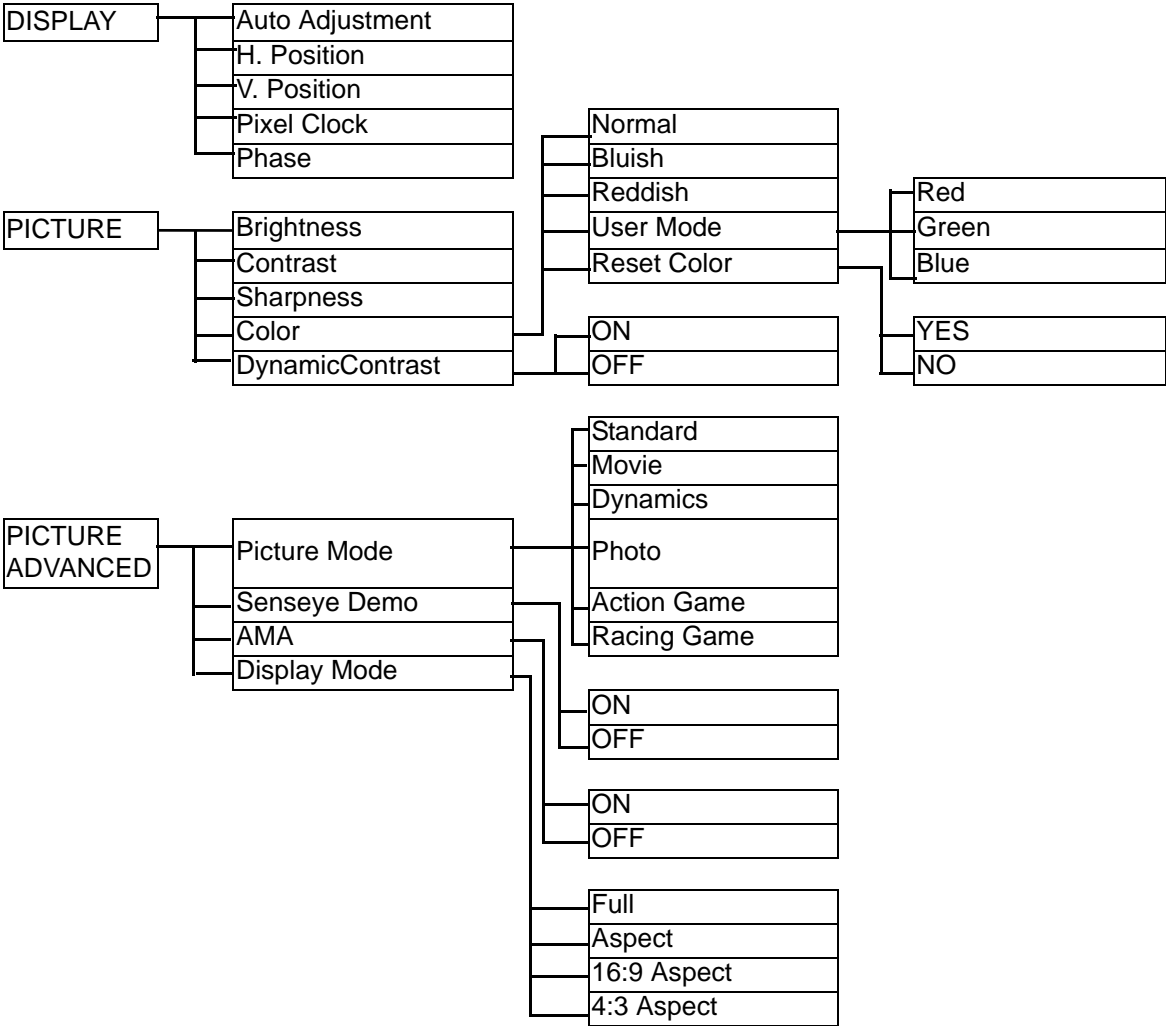 DISPLAY
Auto Adjustment
H. Position
V. Position
Pixel Clock
Phase
PICTURE
Brightness
Contrast
Sharpness
Color
DynamicContrast
Normal
Bluish
Reddish
User Mode
Reset Color
Red
Green
Blue
YES
NO
ON
OFF
PICTURE
ADVANCED
Picture Mode
Senseye Demo
AMA
Display Mode
Standard
Movie
Dynamics
Photo
Action Game
Racing Game
ON
OFF
ON
OFF
Full
Aspect
16:9 Aspect
4:3 Aspect